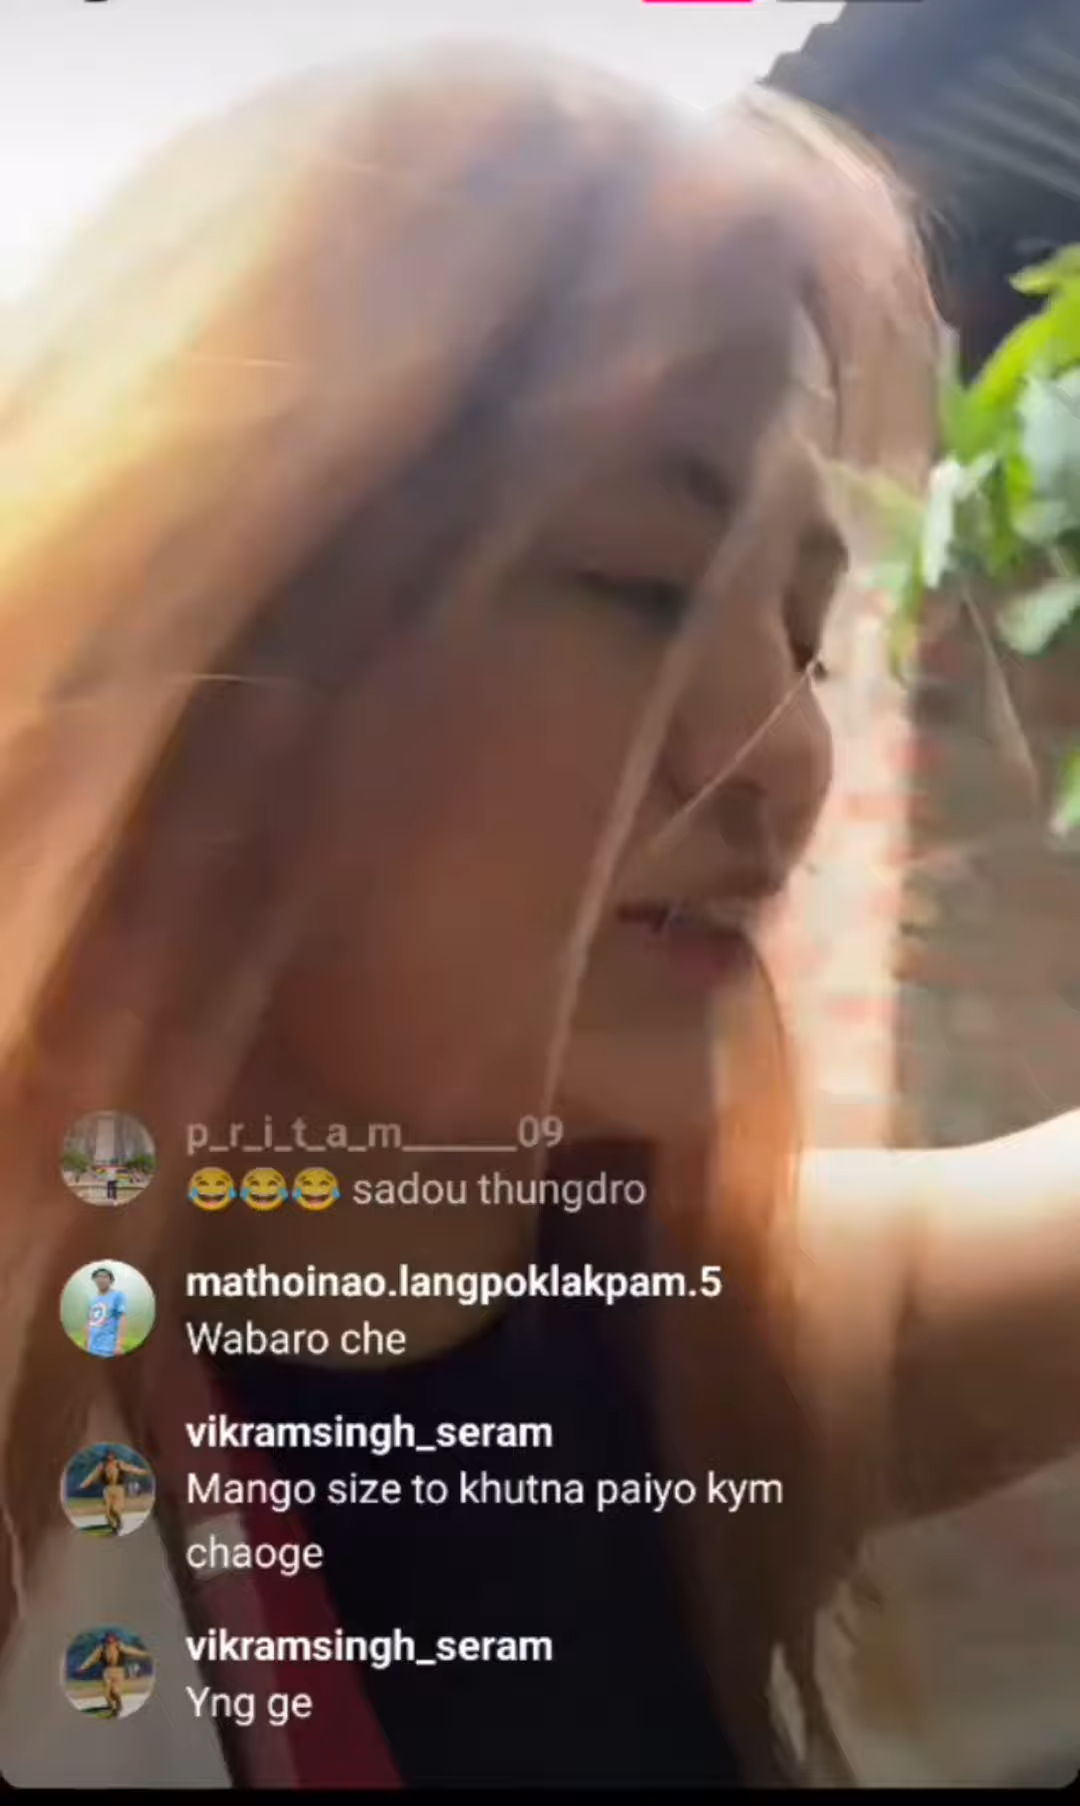 p_r_i_t_a_m______09
😂😂😂 sadou thungdro
mathoinao.langpoklakpam.5
Wabaro che
vikramsingh_seram
Mango size to khutna paiyo kym
chaoge
vikramsingh_seram
Yng ge